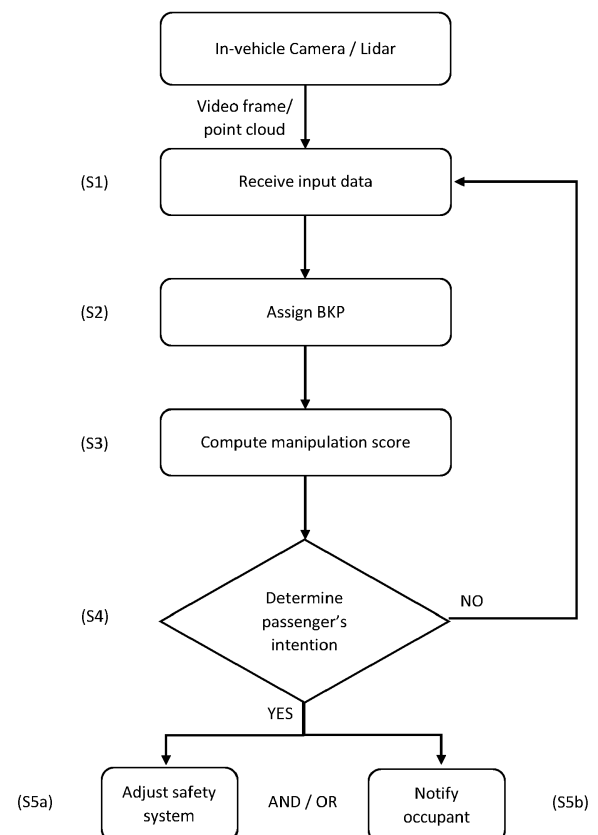 In-vehicle Camera / Lidar
Video frame/
point cloud
(S1)
Receive input data
(S2)
Assign BKP
(S3)
Compute manipulation score
(S4)
Determine
passenger's
intention
NO
YES
(S5a)
Adjust safety
system
AND / OR
Notify
occupant
(S5b)